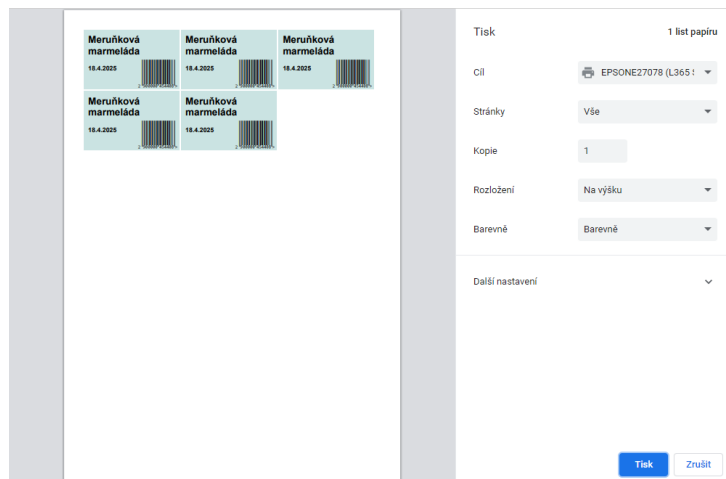 Meruňková
marmeláda
18.4.2025
Meruňková
marmeláda
18.4.2025
Meruňková
marmeláda
18.4.2025
Meruňková
marmeláda
18.4.2025
Meruňková
marmeláda
18.4.2025
Tisk 1 list papíru
Cíl EPSONE27078 (L365
Stránky Vše
Kopie 1
Rozložení Na výšku
Barevně Barevně
Další nastavení
Tisk Zrušit